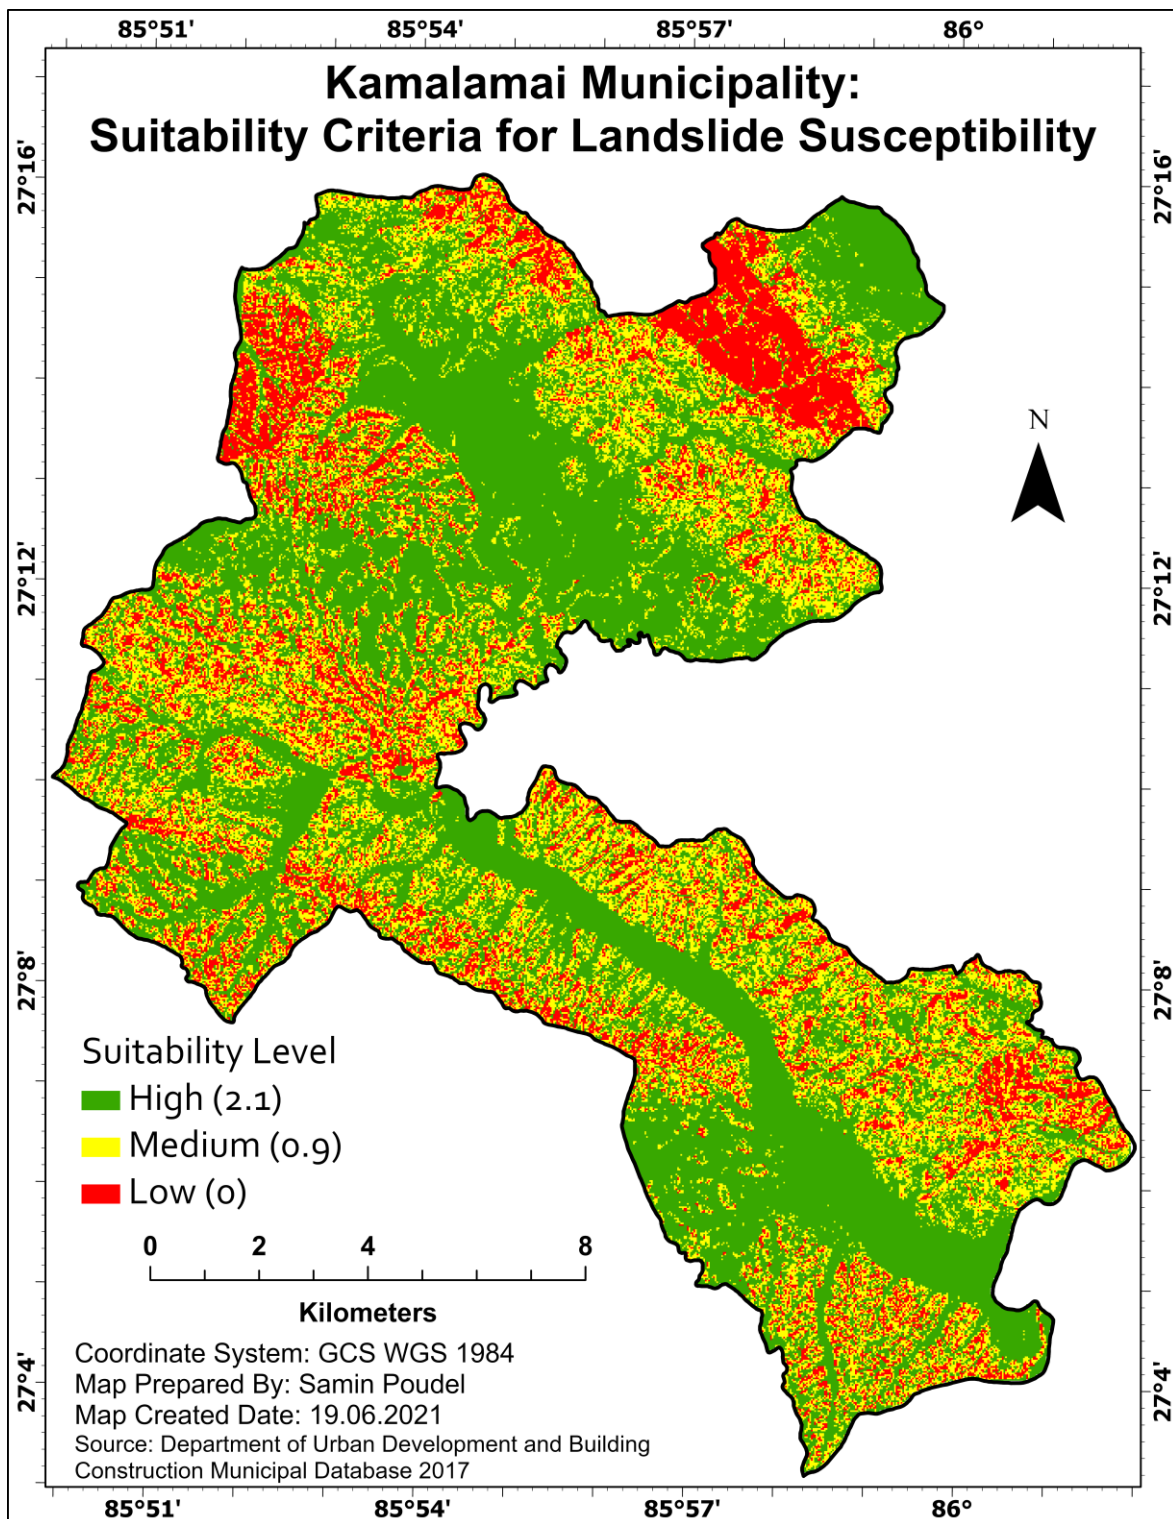 85°51' 85°54' 85°57' 86°
Kamalamai Municipality:
Suitability Criteria for Landslide Susceptibility
27°16' 27°16'
N
27°12' 27°12'
27°8' 27°8'
Suitability Level
High (2.1)
Medium (0.9)
Low (0)
0 2 4 8
Kilometers
Coordinate System: GCS WGS 1984
Map Prepared By: Samin Poudel
Map Created Date: 19.06.2021
Source: Department of Urban Development and Building
Construction Municipal Database 2017
27°4' 27°4'
85°51' 85°54' 85°57' 86°